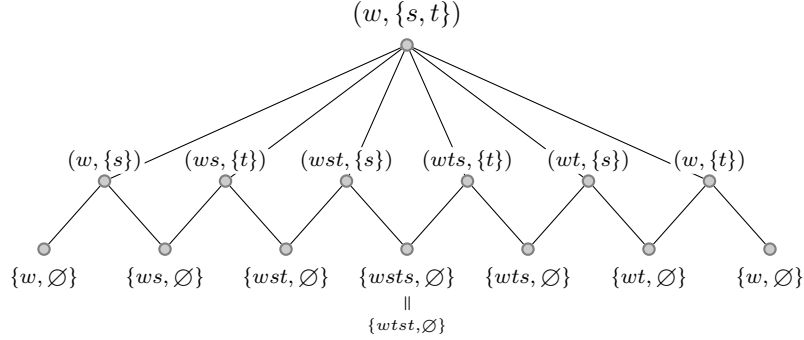 (w, {s, t})
(w, {s}) (ws, {t}) (wst, {s}) (wts, {t}) (wt, {s}) (w, {t})
{w, ∅} {ws, ∅} {wst, ∅} {wsts, ∅} {wts, ∅} {wt, ∅} {w, ∅}
=
{wtst, ∅}